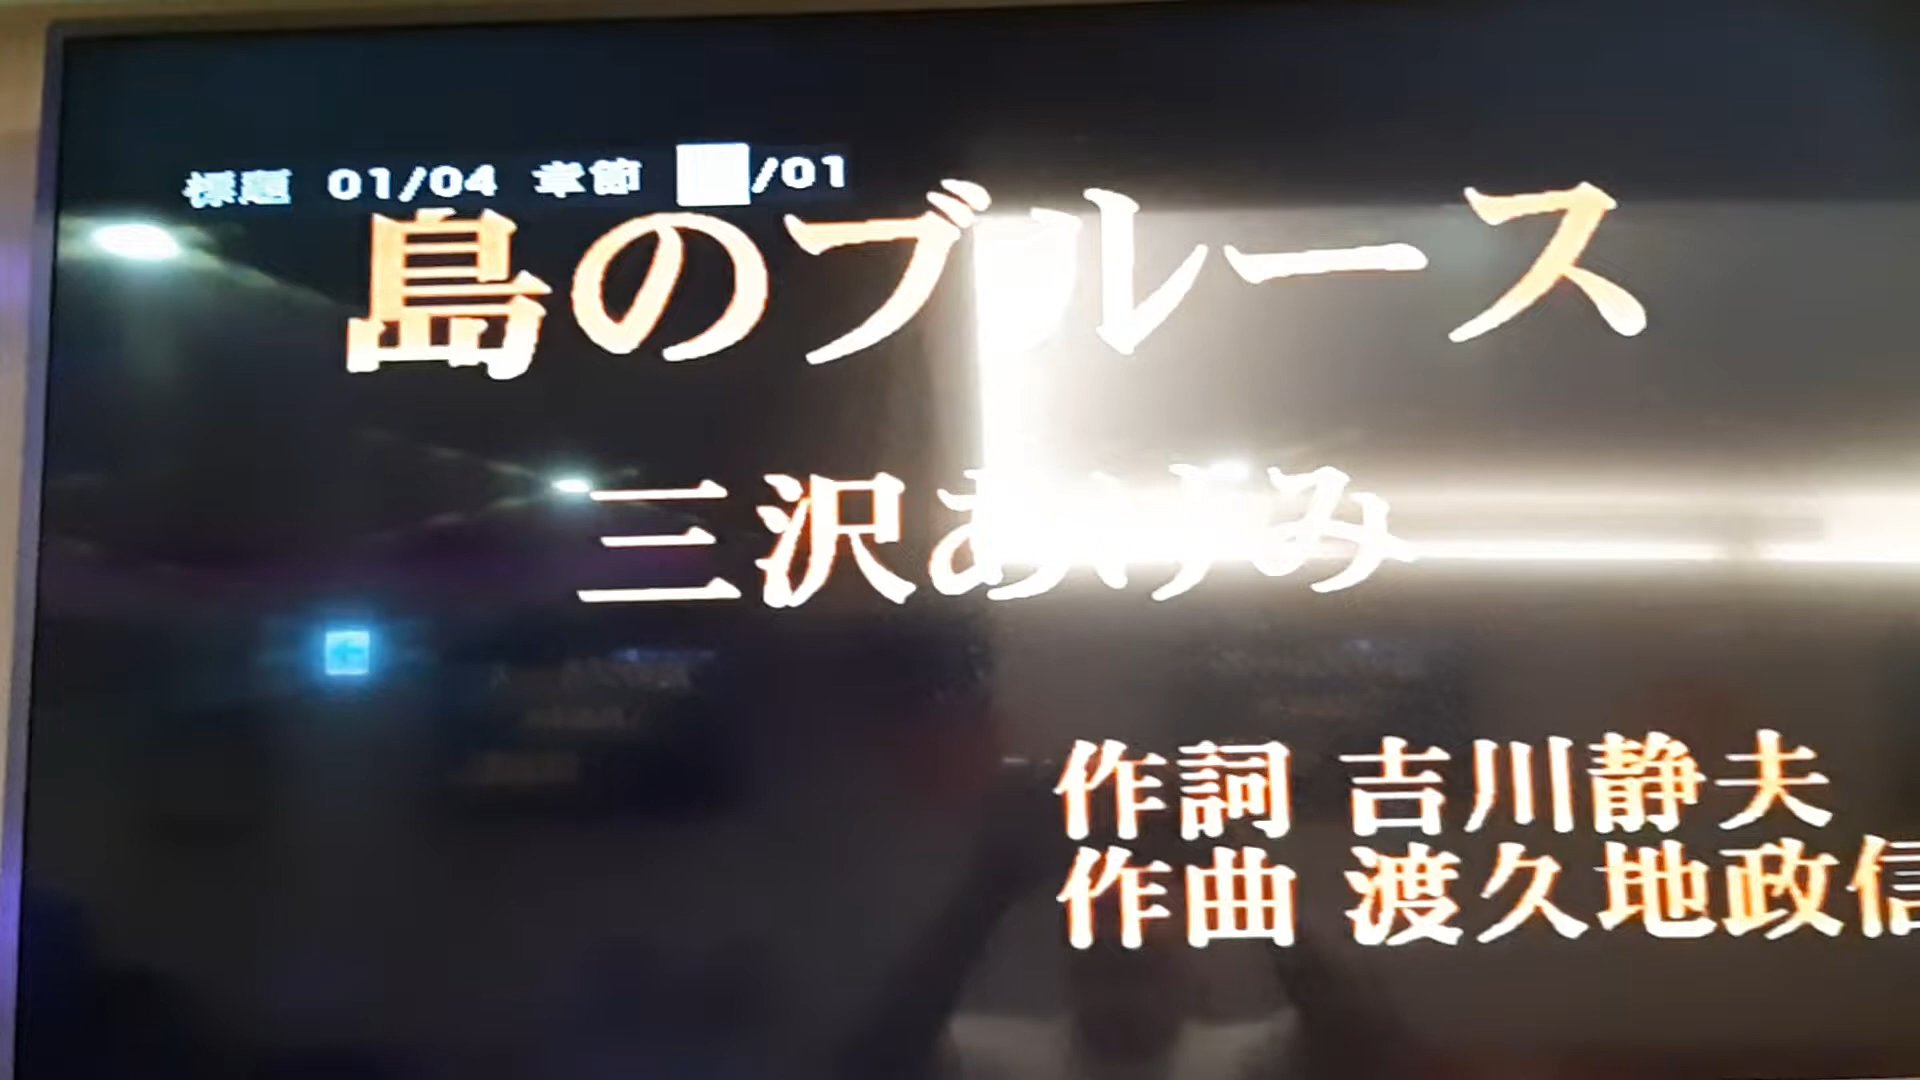 標題 01/04 章節 /01
島のブルース
三沢あけみ
作詞 吉川静夫
作曲 渡久地政信